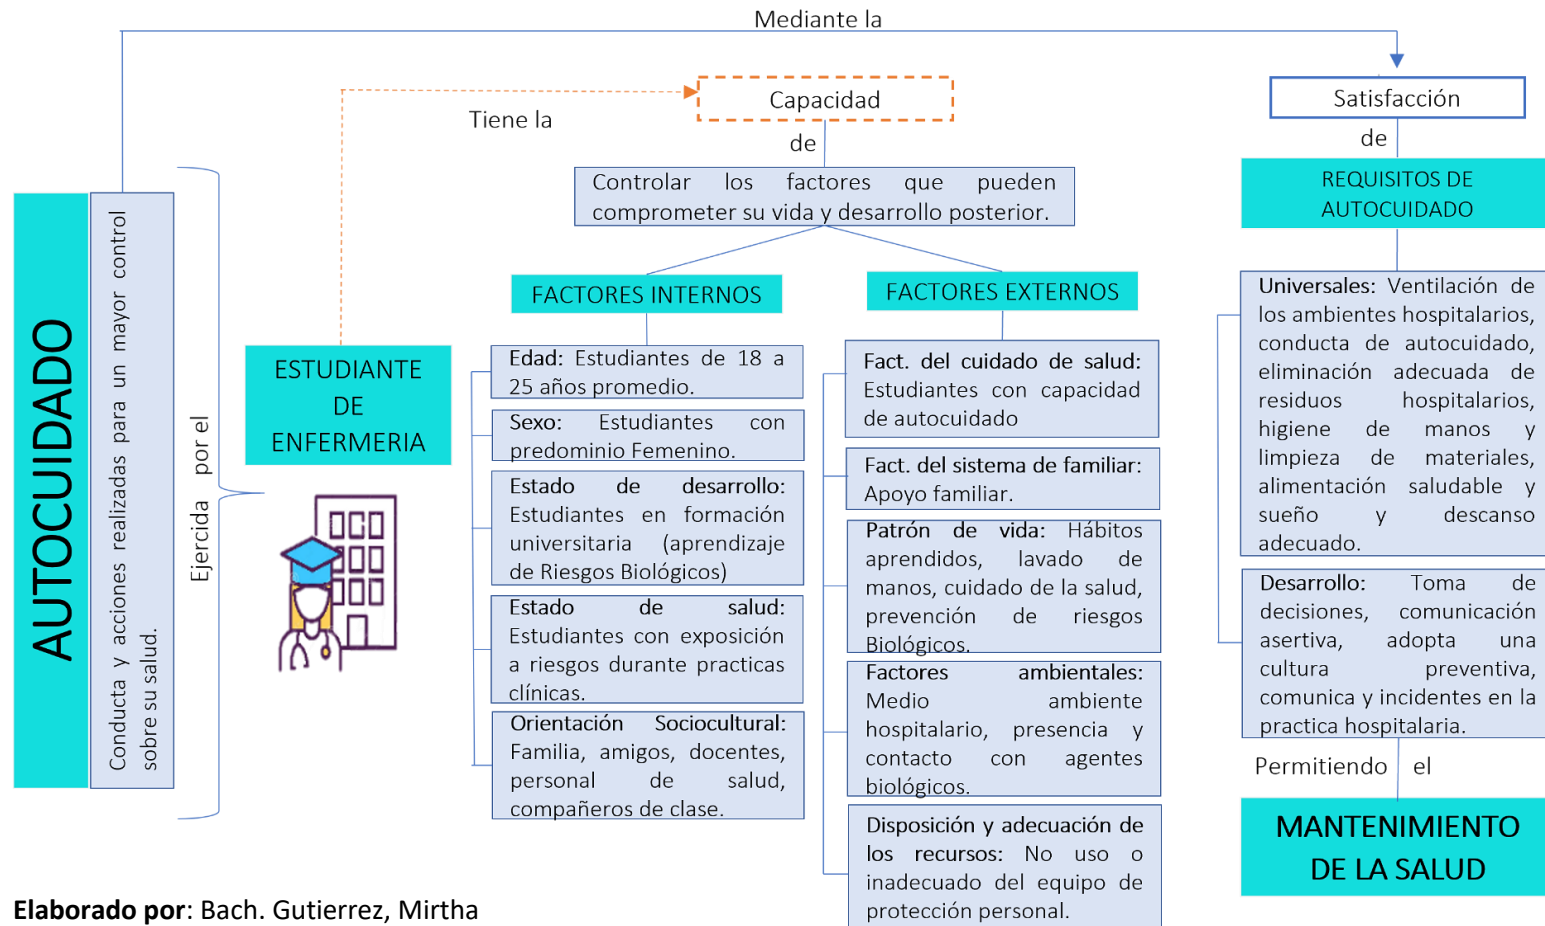 Mediante la
AUTOCUIDADO
Conducta y acciones realizadas para un mayor control
sobre su salud.
Ejercida por el
ESTUDIANTE
DE
ENFERMERIA
Tiene la
Capacidad
de
Controlar los factores que pueden
comprometer su vida y desarrollo posterior.
FACTORES INTERNOS
Edad: Estudiantes de 18 a
25 años promedio.
Sexo: Estudiantes con
predominio Femenino.
Estado de desarrollo:
Estudiantes en formación
universitaria (aprendizaje
de Riesgos Biológicos)
Estado de salud:
Estudiantes con exposición
a riesgos durante practicas
clínicas.
Orientación Sociocultural:
Familia, amigos, docentes,
personal de salud,
compañeros de clase.
FACTORES EXTERNOS
Fact. del cuidado de salud:
Estudiantes con capacidad
de autocuidado
Fact. del sistema de familiar:
Apoyo familiar.
Patrón de vida: Hábitos
aprendidos, lavado de
manos, cuidado de la salud,
prevención de riesgos
Biológicos.
Factores ambientales:
Medio ambiente
hospitalario, presencia y
contacto con agentes
biológicos.
Disposición y adecuación de
los recursos: No uso o
inadecuado del equipo de
protección personal.
Satisfacción
de
REQUISITOS DE
AUTOCUIDADO
Universales: Ventilación de
los ambientes hospitalarios,
conducta de autocuidado,
eliminación adecuada de
residuos hospitalarios,
higiene de manos y
limpieza de materiales,
alimentación saludable y
sueño y descanso
adecuado.
Desarrollo: Toma de
decisiones, comunicación
asertiva, adopta una
cultura preventiva,
comunica y incidentes en la
practica hospitalaria.
Permitiendo el
MANTENIMIENTO
DE LA SALUD
Elaborado por: Bach. Gutierrez, Mirtha